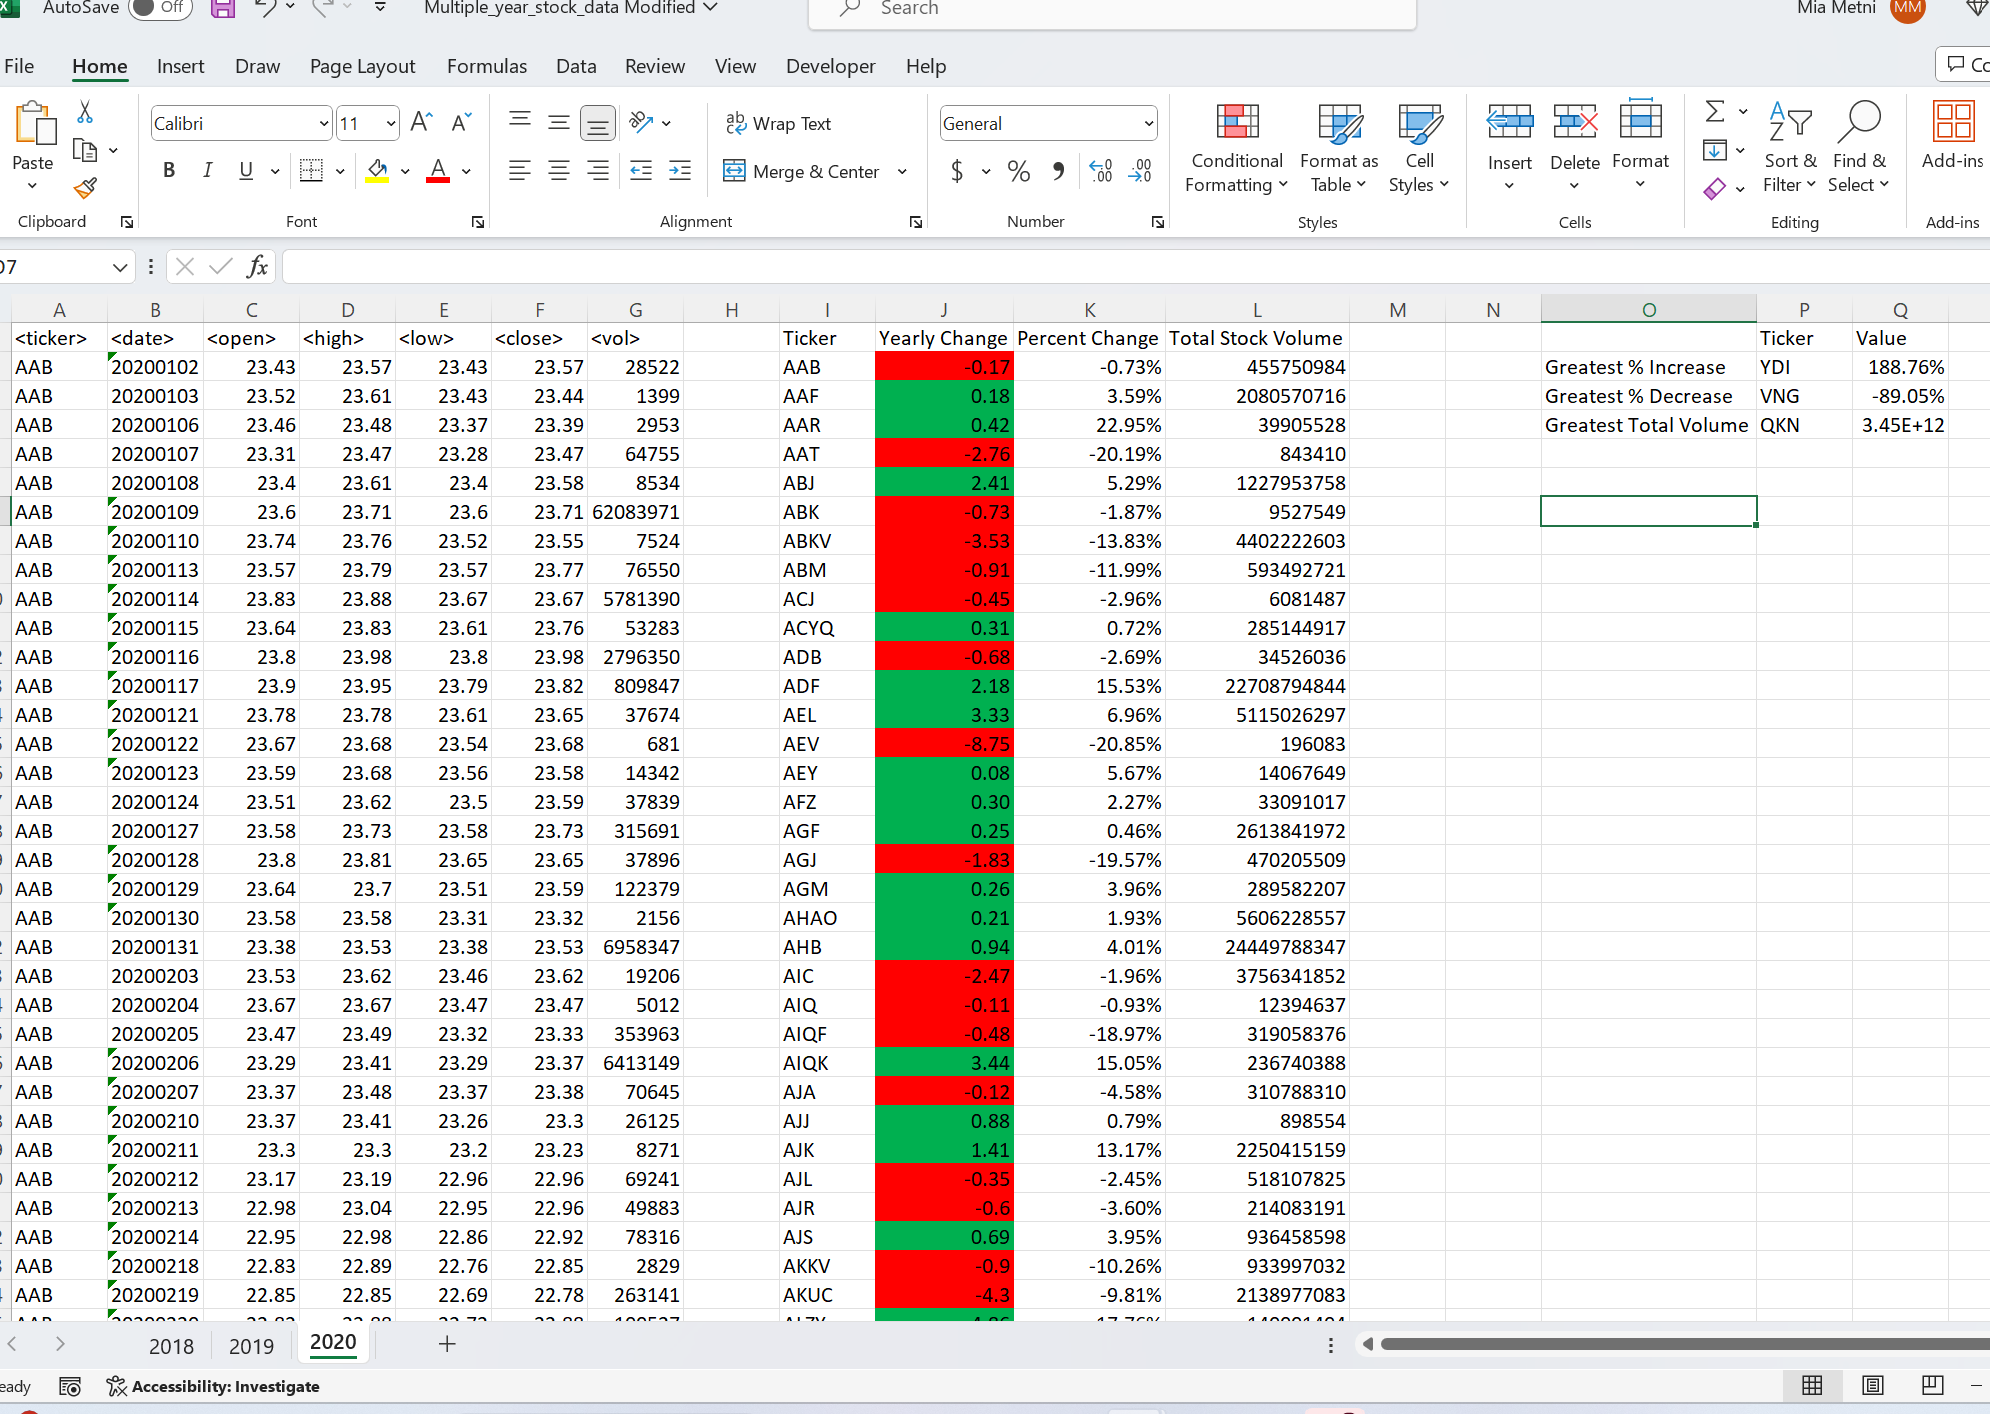 AutoSave Off Multiple_year_stock_data Modified Search Mia Metni MM
File Home Insert Draw Page Layout Formulas Data Review View Developer Help
Calibri 11 Wrap Text General
Paste Merge & Center Conditional Formatting Format as Table Cell Styles Insert Delete Format Sort & Filter Find & Select Add-ins
Clipboard Font Alignment Number Styles Cells Editing Add-ins
fx
A B C D E F G H I J K L M N O P Q
<ticker> <date> <open> <high> <low> <close> <vol> Ticker Yearly Change Percent Change Total Stock Volume Ticker Value
AAB 20200102 23.43 23.57 23.43 23.57 28522 AAB -0.17 -0.73% 455750984 Greatest % Increase YDI 188.76%
AAB 20200103 23.52 23.61 23.43 23.44 1399 AAF 0.18 3.59% 2080570716 Greatest % Decrease VNG -89.05%
AAB 20200106 23.46 23.48 23.37 23.39 2953 AAR 0.42 22.95% 39905528 Greatest Total Volume QKN 3.45E+12
AAB 20200107 23.31 23.47 23.28 23.47 64755 AAT -2.76 -20.19% 843410
AAB 20200108 23.4 23.61 23.4 23.58 8534 ABJ 2.41 5.29% 1227953758
AAB 20200109 23.6 23.71 23.6 23.71 62083971 ABK -0.73 -1.87% 9527549
AAB 20200110 23.74 23.76 23.52 23.55 7524 ABKV -3.53 -13.83% 4402222603
AAB 20200113 23.57 23.79 23.57 23.77 76550 ABM -0.91 -11.99% 593492721
AAB 20200114 23.83 23.88 23.67 23.67 5781390 ACJ -0.45 -2.96% 6081487
AAB 20200115 23.64 23.83 23.61 23.76 53283 ACYQ 0.31 0.72% 285144917
AAB 20200116 23.8 23.98 23.8 23.98 2796350 ADB -0.68 -2.69% 34526036
AAB 20200117 23.9 23.95 23.79 23.82 809847 ADF 2.18 15.53% 22708794844
AAB 20200121 23.78 23.78 23.61 23.65 37674 AEL 3.33 6.96% 5115026297
AAB 20200122 23.67 23.68 23.54 23.68 681 AEV -8.75 -20.85% 196083
AAB 20200123 23.59 23.68 23.56 23.58 14342 AEY 0.08 5.67% 14067649
AAB 20200124 23.51 23.62 23.5 23.59 37839 AFZ 0.30 2.27% 33091017
AAB 20200127 23.58 23.73 23.58 23.73 315691 AGF 0.25 0.46% 2613841972
AAB 20200128 23.8 23.81 23.65 23.65 37896 AGJ -1.83 -19.57% 470205509
AAB 20200129 23.64 23.7 23.51 23.59 122379 AGM 0.26 3.96% 289582207
AAB 20200130 23.58 23.58 23.31 23.32 2156 AHAO 0.21 1.93% 5606228557
AAB 20200131 23.38 23.53 23.38 23.53 6958347 AHB 0.94 4.01% 24449788347
AAB 20200203 23.53 23.62 23.46 23.62 19206 AIC -2.47 -1.96% 3756341852
AAB 20200204 23.67 23.67 23.47 23.47 5012 AIQ -0.11 -0.93% 12394637
AAB 20200205 23.47 23.49 23.32 23.33 353963 AIQF -0.48 -18.97% 319058376
AAB 20200206 23.29 23.41 23.29 23.37 6413149 AIQK 3.44 15.05% 236740388
AAB 20200207 23.37 23.48 23.37 23.38 70645 AJA -0.12 -4.58% 310788310
AAB 20200210 23.37 23.41 23.26 23.3 26125 AJJ 0.88 0.79% 898554
AAB 20200211 23.3 23.3 23.2 23.23 8271 AJK 1.41 13.17% 2250415159
AAB 20200212 23.17 23.19 22.96 22.96 69241 AJL -0.35 -2.45% 518107825
AAB 20200213 22.98 23.04 22.95 22.96 49883 AJR -0.6 -3.60% 214083191
AAB 20200214 22.95 22.98 22.86 22.92 78316 AJS 0.69 3.95% 936458598
AAB 20200218 22.83 22.89 22.76 22.85 2829 AKKV -0.9 -10.26% 933997032
AAB 20200219 22.85 22.85 22.69 22.78 263141 AKUC -4.3 -9.81% 2138977083
2018 2019 2020
Accessibility: Investigate